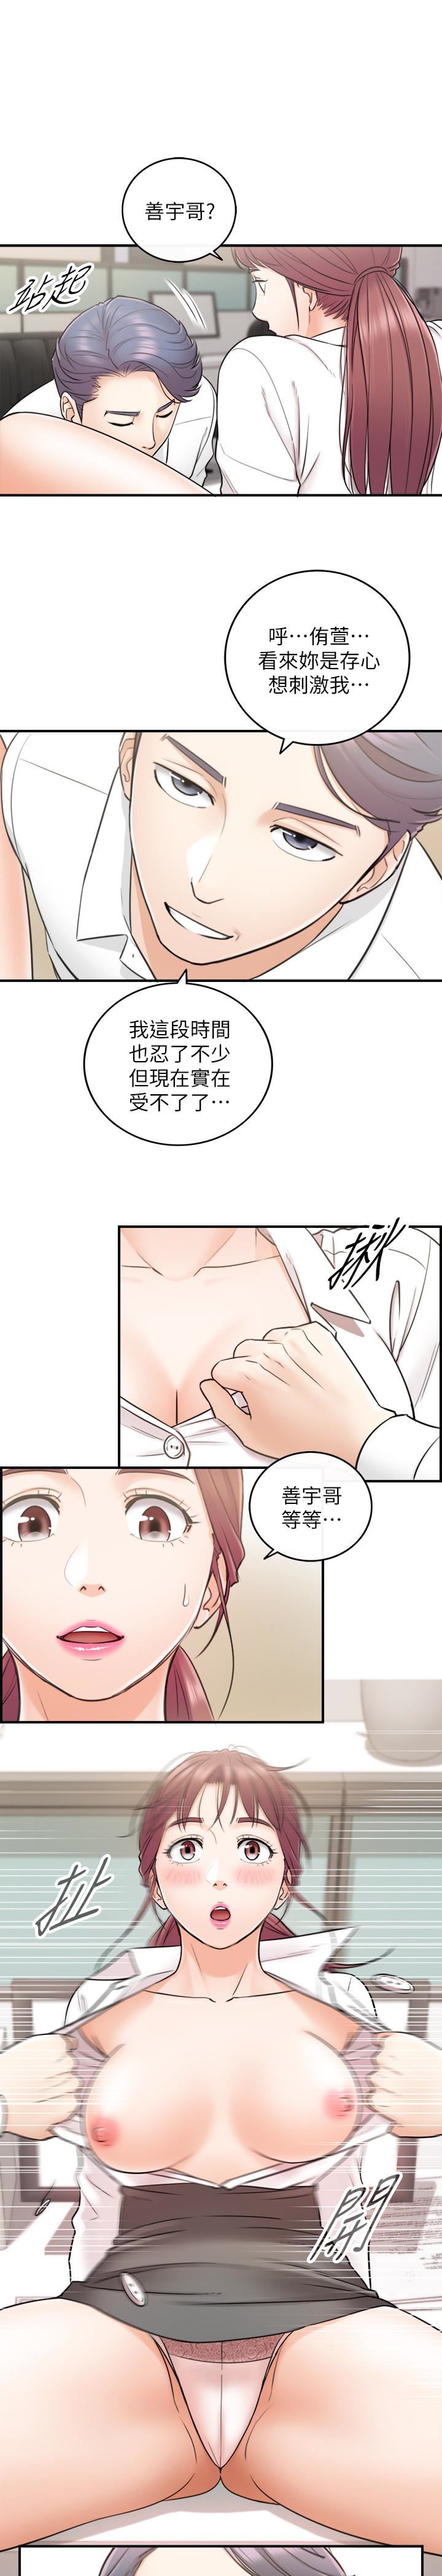 善宇哥?
站起
呼⋯侑萱⋯
看來妳是存心
想刺激我⋯
我這段時間
也忍了不少
但現在實在
受不了了⋯
揪
善宇哥
等等⋯
扯
開